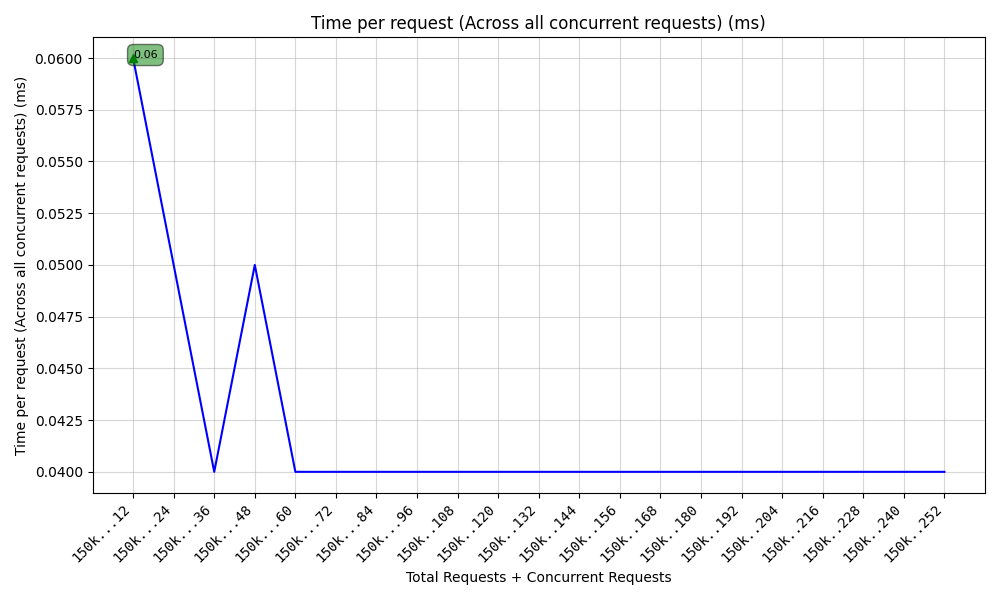 Time per request (Across all concurrent requests) (ms)
Time per request (Across all concurrent requests) (ms)
0.0600
0.0575
0.0550
0.0525
0.0500
0.0475
0.0450
0.0425
0.0400
0.06
150k...12
150k...24
150k...36
150k...48
150k...60
150k...72
150k...84
150k...96
150k..108
150k..120
150k..132
150k..144
150k..156
150k..168
150k..180
150k..192
150k..204
150k..216
150k..228
150k..240
150k..252
Total Requests + Concurrent Requests